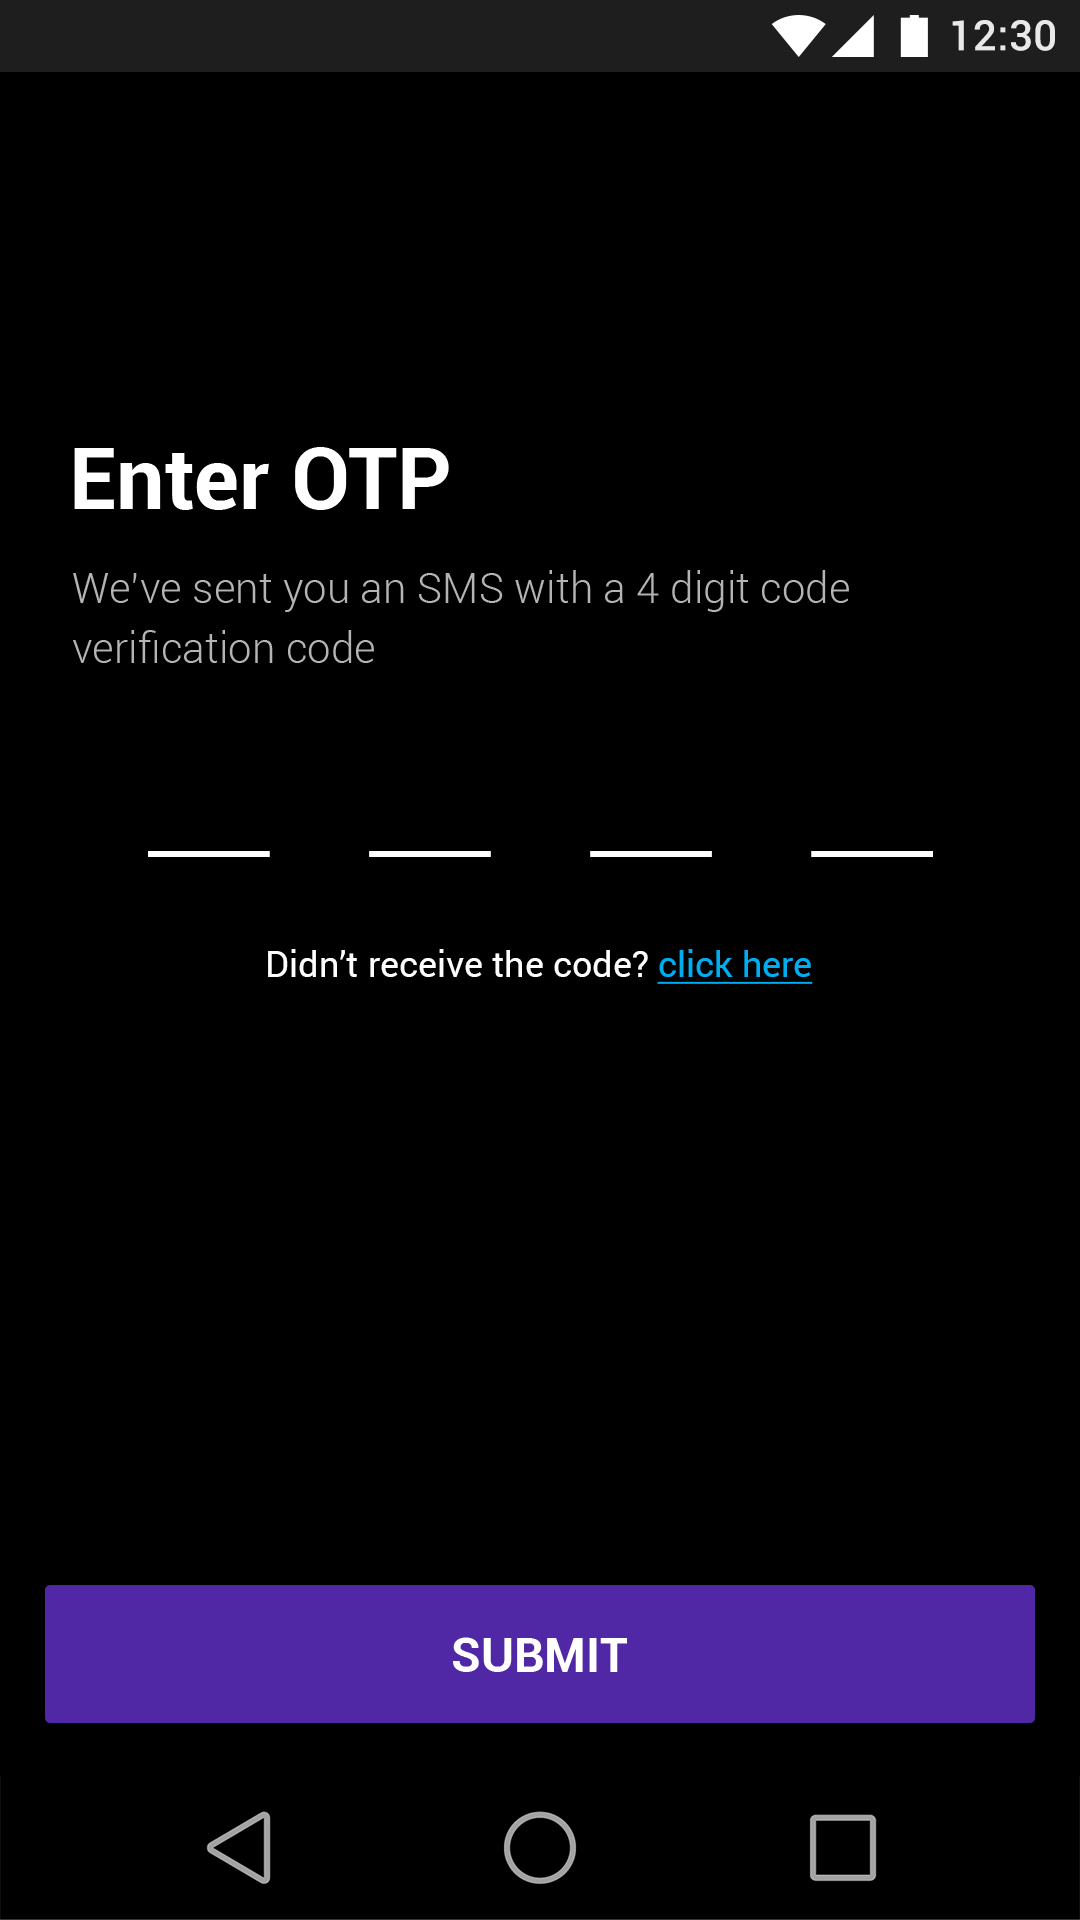 12:30
Enter OTP
We've sent you an SMS with a 4 digit code
verification code
Didn’t receive the code? click here
SUBMIT